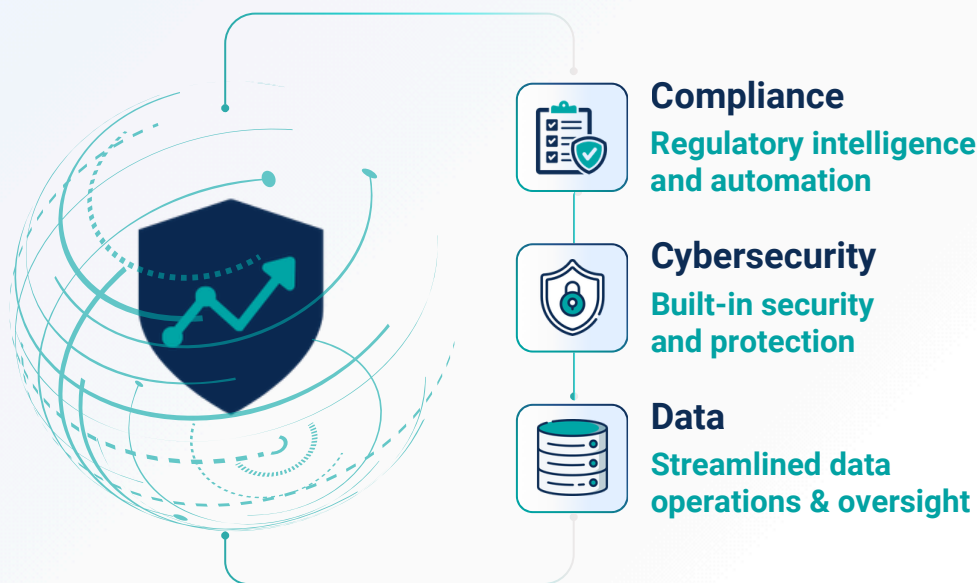 Compliance
Regulatory intelligence
and automation
Cybersecurity
Built-in security
and protection
Data
Streamlined data
operations & oversight